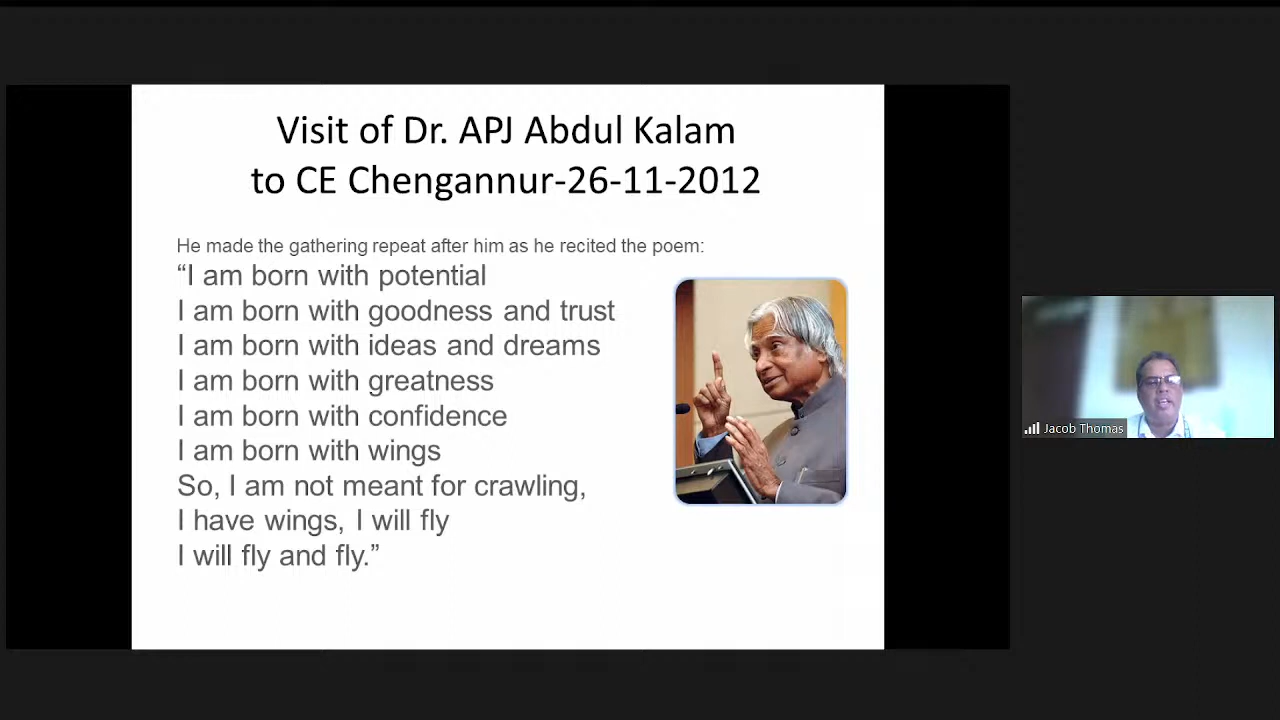 Visit of Dr. APJ Abdul Kalam
to CE Chengannur-26-11-2012
He made the gathering repeat after him as he recited the poem:
“I am born with potential
I am born with goodness and trust
I am born with ideas and dreams
I am born with greatness
I am born with confidence
I am born with wings
So, I am not meant for crawling,
I have wings, I will fly
I will fly and fly.”
Jacob Thomas